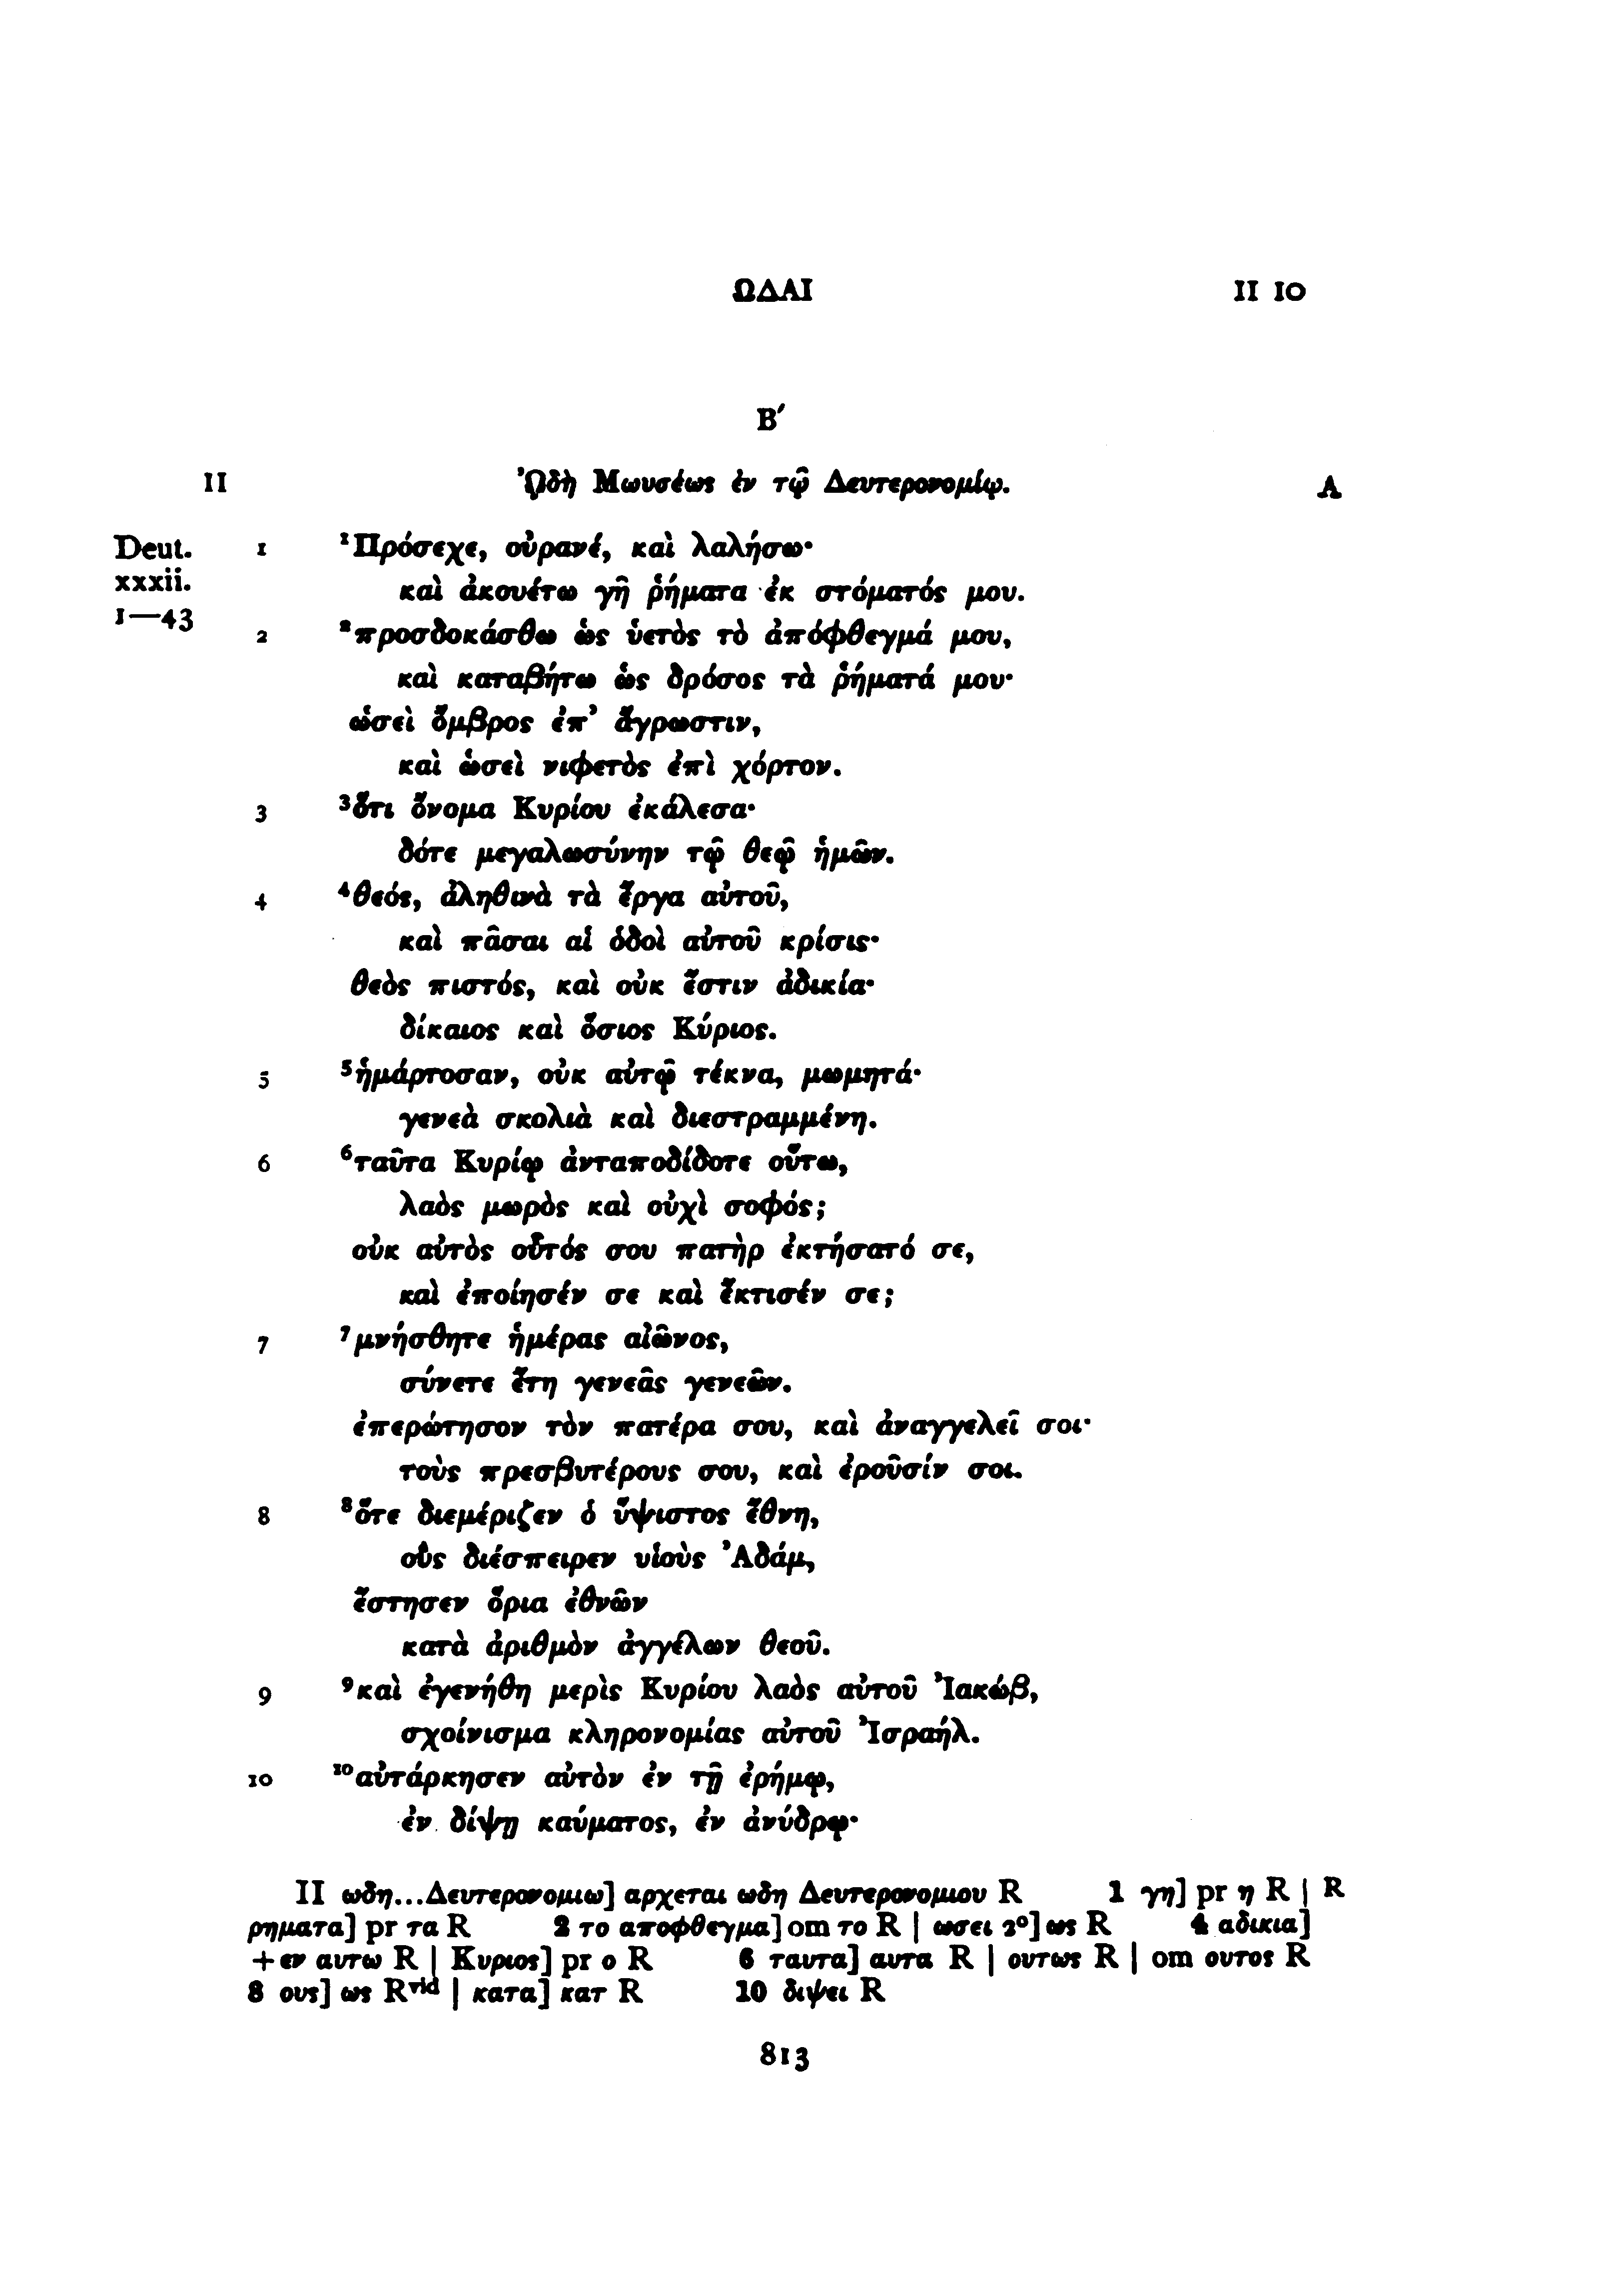 ΩΔΑΙ II 10
Β′
II Ὠδὴ Μωυσέως ἐν τῷ Δευτερονομίῳ. A
Deut. 1 ¹Πρόσεχε, οὐρανέ, καὶ λαλήσω·
xxxii. καὶ ἀκουέτω γῆ ῥήματα ἐκ στόματός μου.
1—43
2 ²προσδοκάσθω ὡς ὑετὸς τὸ ἀπόφθεγμά μου,
καὶ καταβήτω ὡς δρόσος τὰ ῥήματά μου·
ὡσεὶ ὄμβρος ἐπ’ ἄγρωστιν,
καὶ ὡσεὶ νιφετὸς ἐπὶ χόρτον.
3 ³ὅτι ὄνομα Κυρίου ἐκάλεσα·
δότε μεγαλωσύνην τῷ θεῷ ἡμῶν.
4 ⁴θεός, ἀληθινὰ τὰ ἔργα αὐτοῦ,
καὶ πᾶσαι αἱ ὁδοὶ αὐτοῦ κρίσις·
θεὸς πιστός, καὶ οὐκ ἔστιν ἀδικία·
δίκαιος καὶ ὅσιος Κύριος.
5 ⁵ἡμάρτοσαν, οὐκ αὐτῷ τέκνα, μωμητά·
γενεὰ σκολιὰ καὶ διεστραμμένη.
6 ⁶ταῦτα Κυρίῳ ἀνταποδίδοτε οὕτω,
λαὸς μωρὸς καὶ οὐχὶ σοφός;
οὐκ αὐτὸς οὗτός σου πατὴρ ἐκτήσατό σε,
καὶ ἐποίησέν σε καὶ ἔκτισέν σε;
7 ⁷μνήσθητε ἡμέρας αἰῶνος,
σύνετε ἔτη γενεᾶς γενεῶν.
ἐπερώτησον τὸν πατέρα σου, καὶ ἀναγγελεῖ σοι·
τοὺς πρεσβυτέρους σου, καὶ ἐροῦσίν σοι.
8 ⁸ὅτε διεμέριζεν ὁ ὕψιστος ἔθνη,
οὓς διέσπειρεν υἱοὺς Ἀδάμ,
ἔστησεν ὅρια ἐθνῶν
κατὰ ἀριθμὸν ἀγγέλων θεοῦ.
9 ⁹καὶ ἐγενήθη μερὶς Κυρίου λαὸς αὐτοῦ Ἰακώβ,
σχοίνισμα κληρονομίας αὐτοῦ Ἰσραήλ.
10 ¹⁰αὐτάρκησεν αὐτὸν ἐν τῇ ἐρήμῳ,
ἐν δίψῃ καύματος, ἐν ἀνύδρῳ·
II ωδη...Δευτερονομιω] αρχεται ωδη Δευτερονομιου R 1 γη] pr η R | R
ρηματα] pr τα R 2 το αποφθεγμα] om το R | ωσει 2°] ως R 4 αδικια]
+εν αυτω R | Κυριος] pr ο R 6 ταυτα] αυτα R | ουτως R | om ουτος R
8 ους] ως Rᵛⁱᵈ | κατα] κατ R 10 διψει R
813